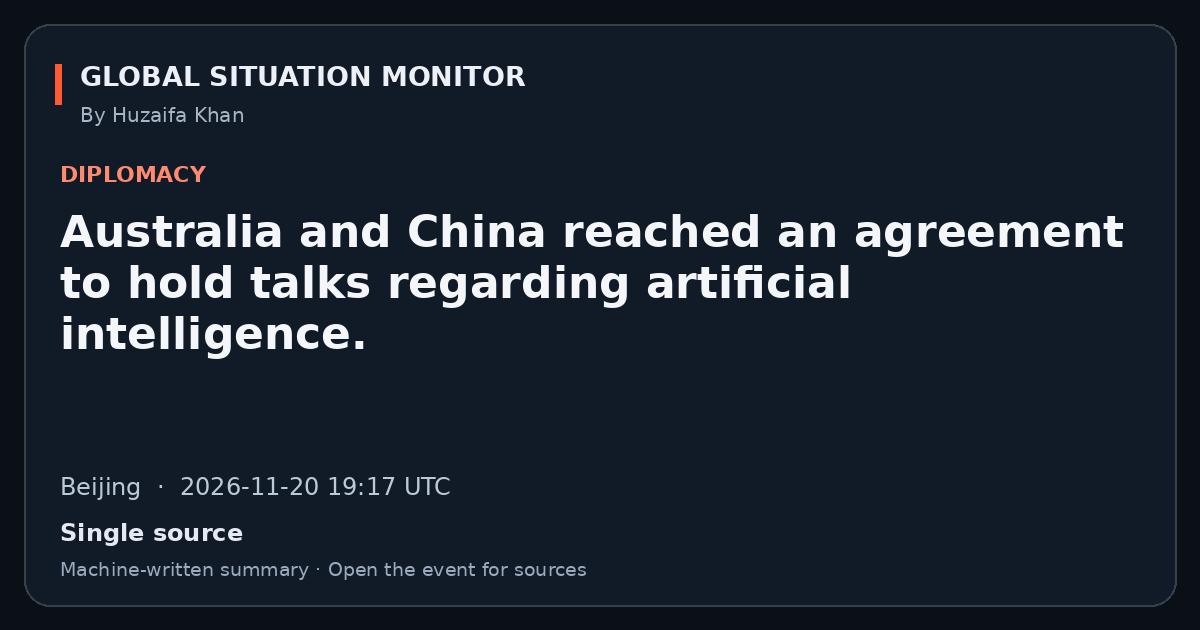 GLOBAL SITUATION MONITOR
By Huzaifa Khan
DIPLOMACY
Australia and China reached an agreement
to hold talks regarding artificial
intelligence.
Beijing · 2026-11-20 19:17 UTC
Single source
Machine-written summary · Open the event for sources